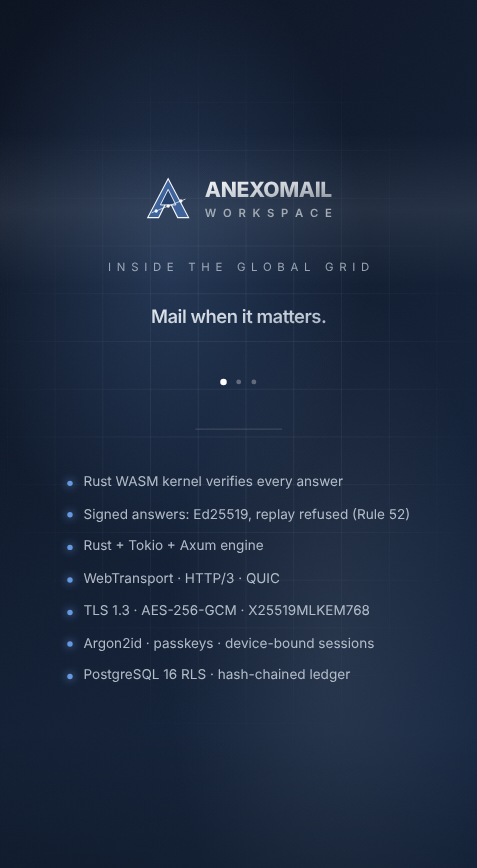 ANEXOMAIL
WORKSPACE
INSIDE THE GLOBAL GRID
Mail when it matters.
Rust WASM kernel verifies every answer
Signed answers: Ed25519, replay refused (Rule 52)
Rust + Tokio + Axum engine
WebTransport · HTTP/3 · QUIC
TLS 1.3 · AES-256-GCM · X25519MLKEM768
Argon2id · passkeys · device-bound sessions
PostgreSQL 16 RLS · hash-chained ledger